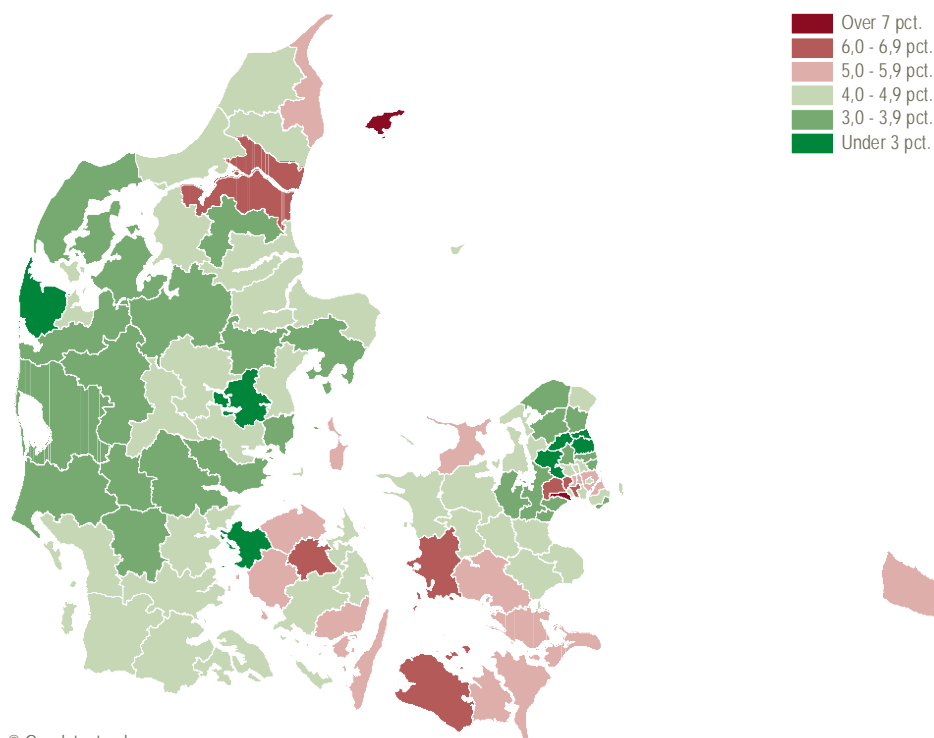 Over 7 pct.
6,0 - 6,9 pct.
5,0 - 5,9 pct.
4,0 - 4,9 pct.
3,0 - 3,9 pct.
Under 3 pct.
©